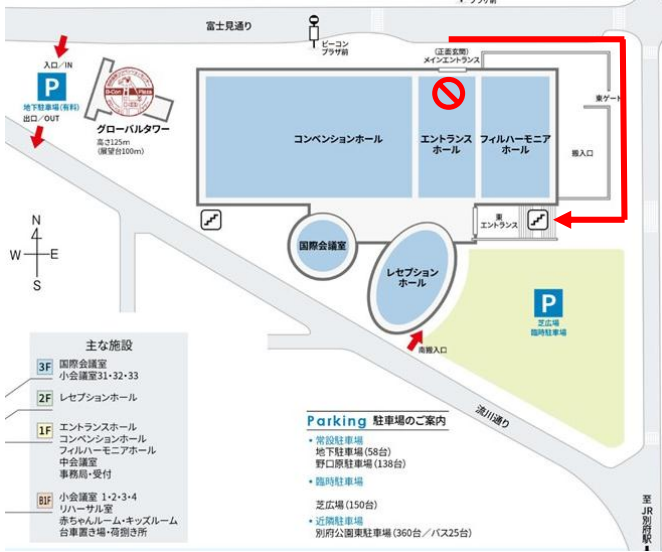 プラザ前
富士見通り
ビーコン
プラザ前
(正面玄関)
メインエントランス
入口/IN
P
地下駐車場(有料)
出口/OUT
B-Con Plaza
グローバルタワー
高さ125m
(展望台100m)
コンベンションホール
エントランス
ホール
フィルハーモニア
ホール
東ゲート
搬入口
東
エントランス
国際会議室
レセプション
ホール
N
W E
S
P
芝広場
臨時駐車場
南搬入口
流川通り
主な施設
3F 国際会議室
小会議室31・32・33
2F レセプションホール
1F エントランスホール
コンベンションホール
フィルハーモニアホール
中会議室
事務局・受付
B1F 小会議室 1・2・3・4
リハーサル室
赤ちゃんルーム・キッズルーム
台車置き場・荷捌き所
Parking 駐車場のご案内
・常設駐車場
地下駐車場(58台)
野口原駐車場(138台)
・臨時駐車場
芝広場(150台)
・近隣駐車場
別府公園東駐車場(360台/バス25台)
至JR別府駅